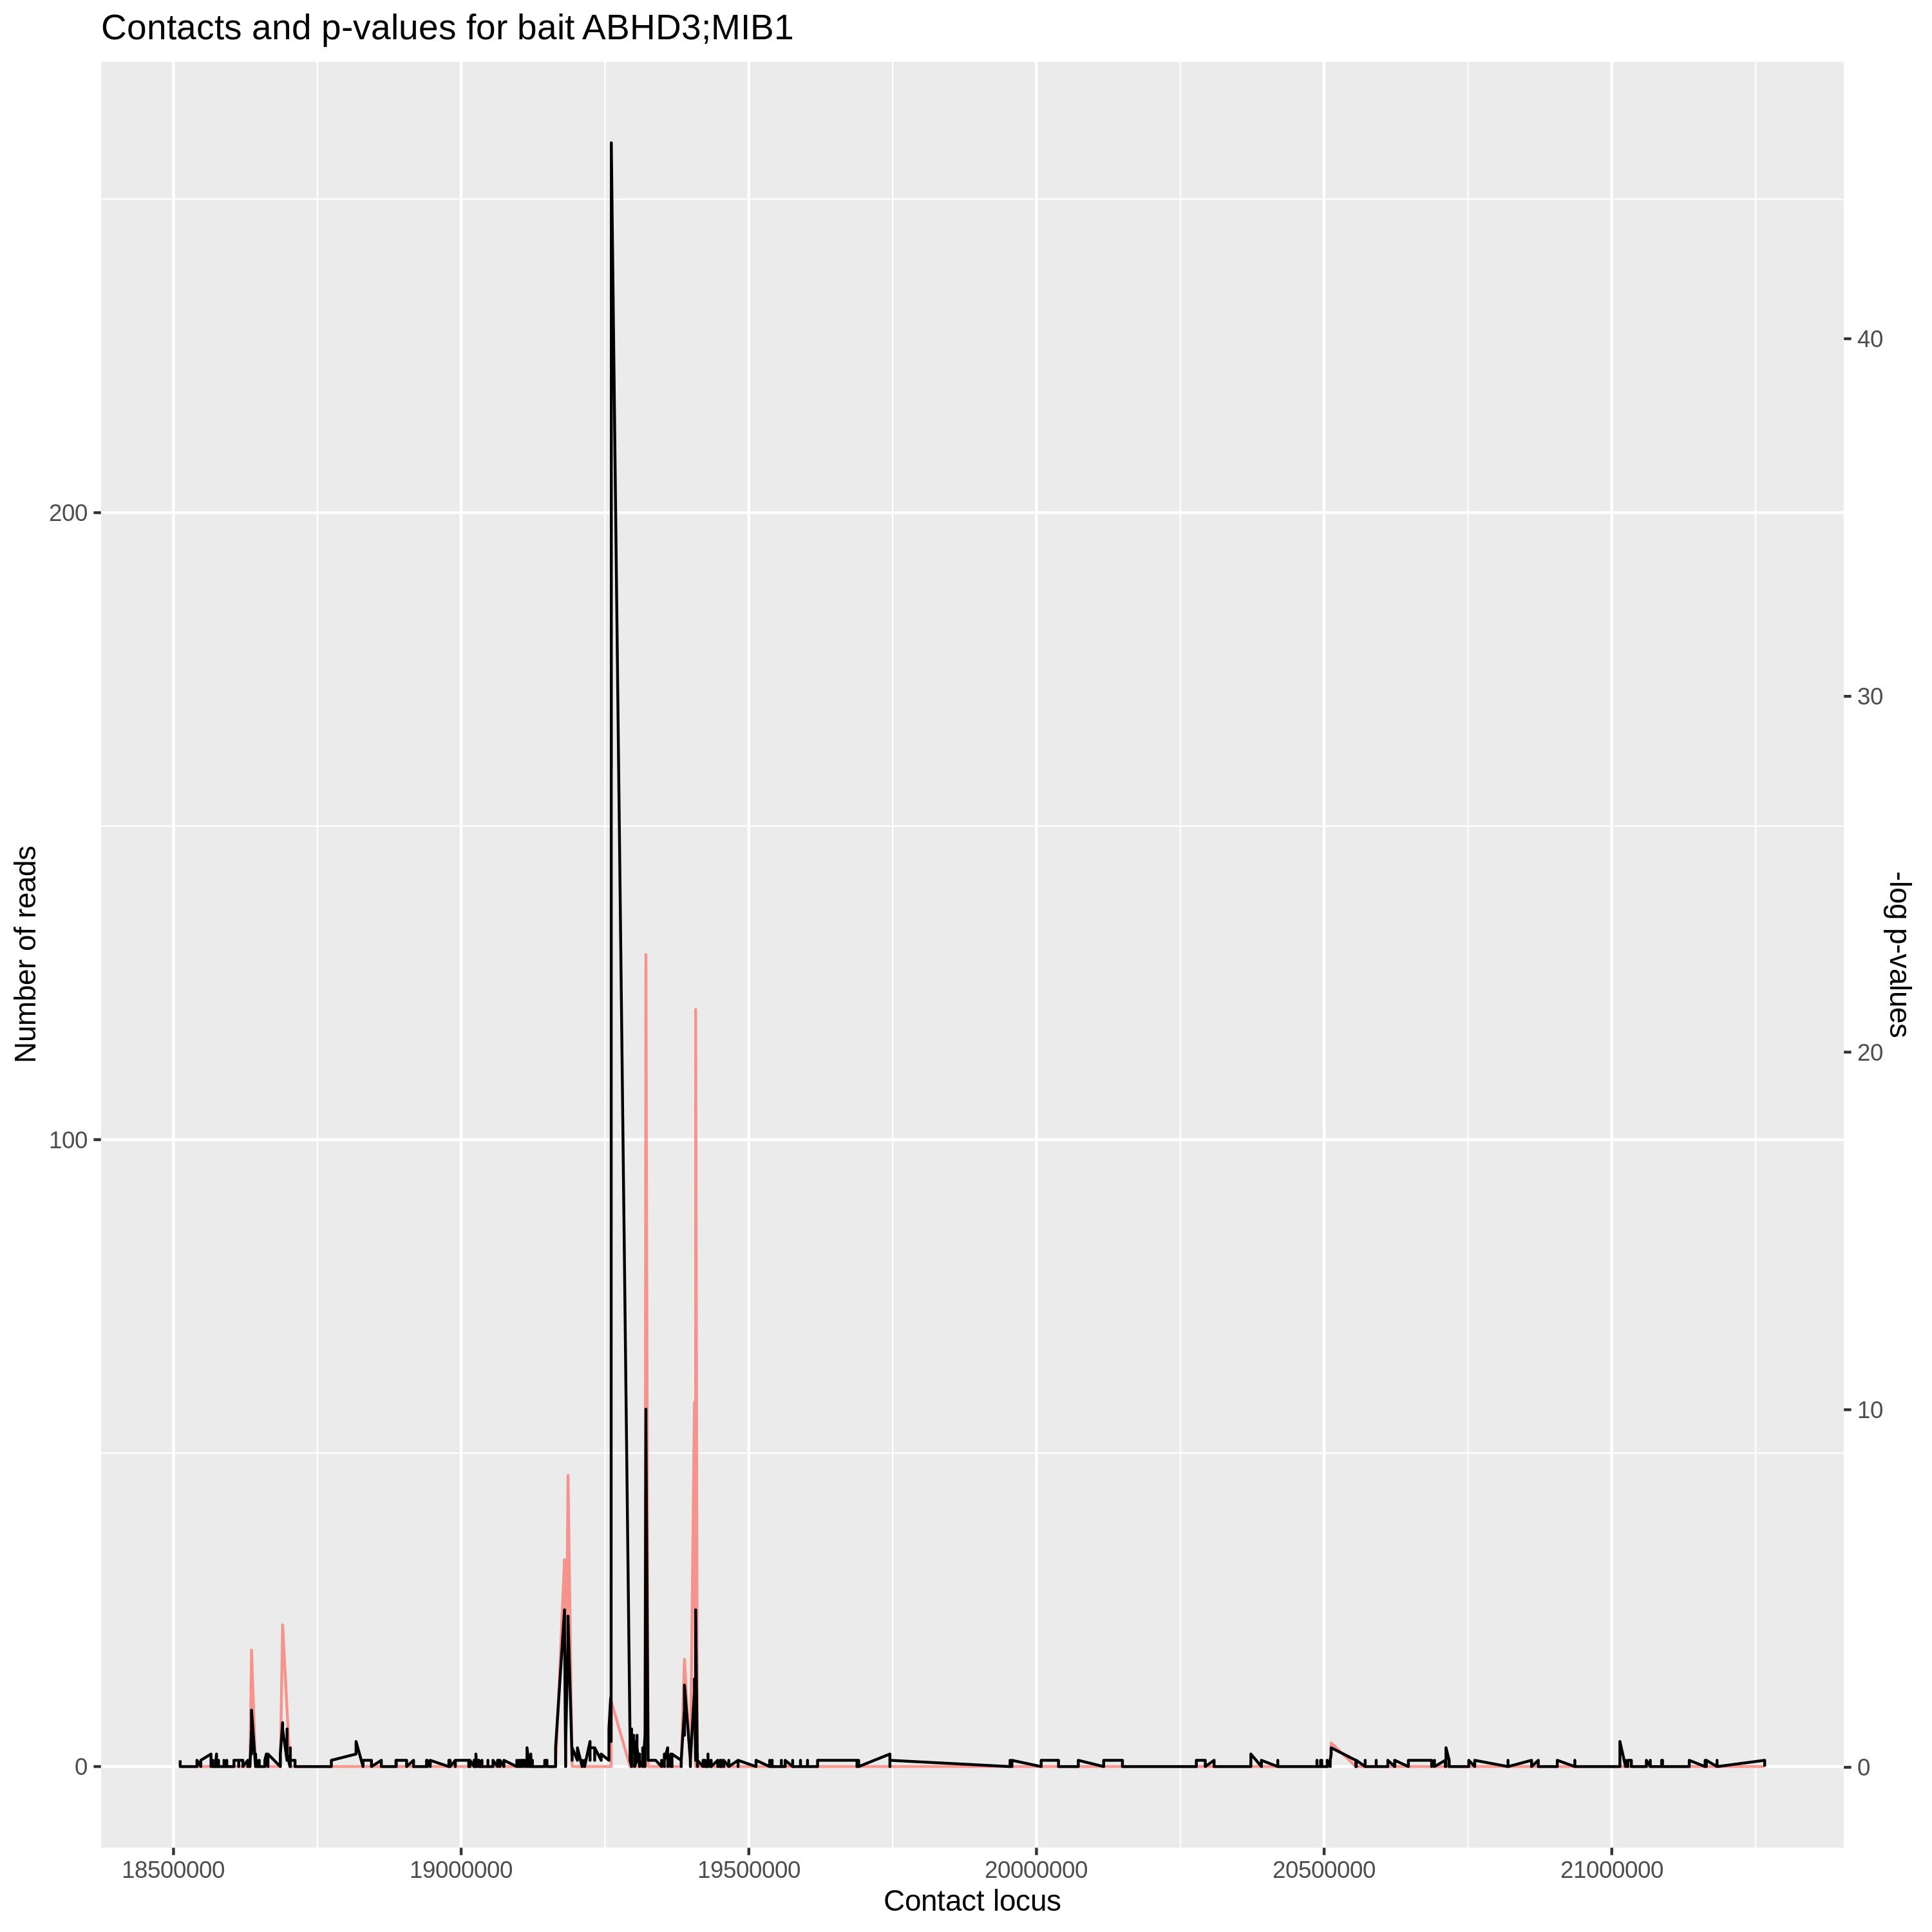 Contacts and p-values for bait ABHD3;MIB1
Number of reads
200
100
0
40
30
20
10
0
-log p-values
18500000 19000000 19500000 20000000 20500000 21000000
Contact locus